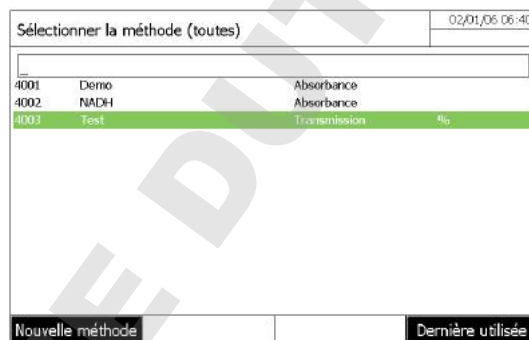 Sélectionner la méthode (toutes) 02/01/06 06:40
4001 Demo Absorbance
4002 NADH Absorbance
4003 Test Transmission %
Nouvelle méthode Dernière utilisée